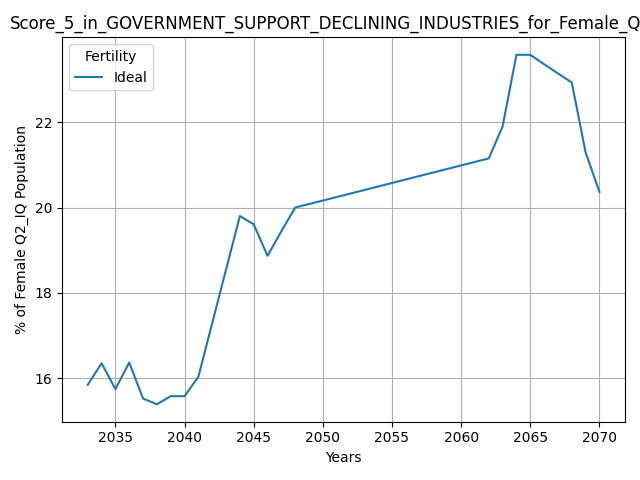 Score_5_in_GOVERNMENT_SUPPORT_DECLINING_INDUSTRIES_for_Female_Q
Fertility
Ideal
% of Female Q2_IQ Population
22
20
18
16
2035 2040 2045 2050 2055 2060 2065 2070
Years